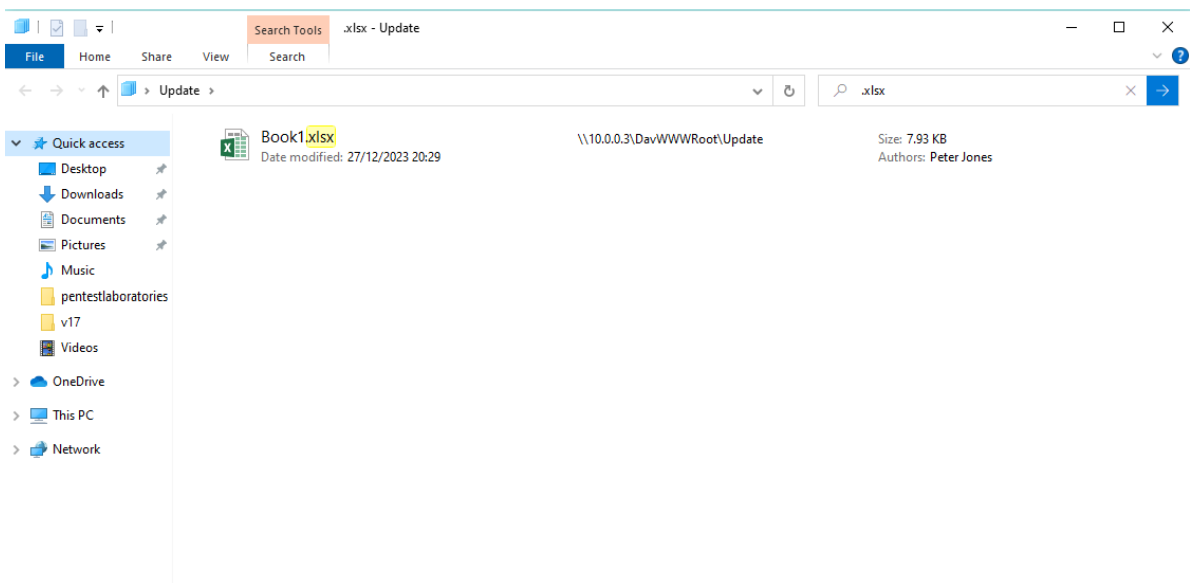 Search Tools .xlsx - Update
File Home Share View Search
Update
.xlsx
Quick access
Desktop
Downloads
Documents
Pictures
Music
pentestlaboratories
v17
Videos
OneDrive
This PC
Network
Book1.xlsx \\10.0.0.3\DavWWWRoot\Update Size: 7.93 KB
Date modified: 27/12/2023 20:29 Authors: Peter Jones